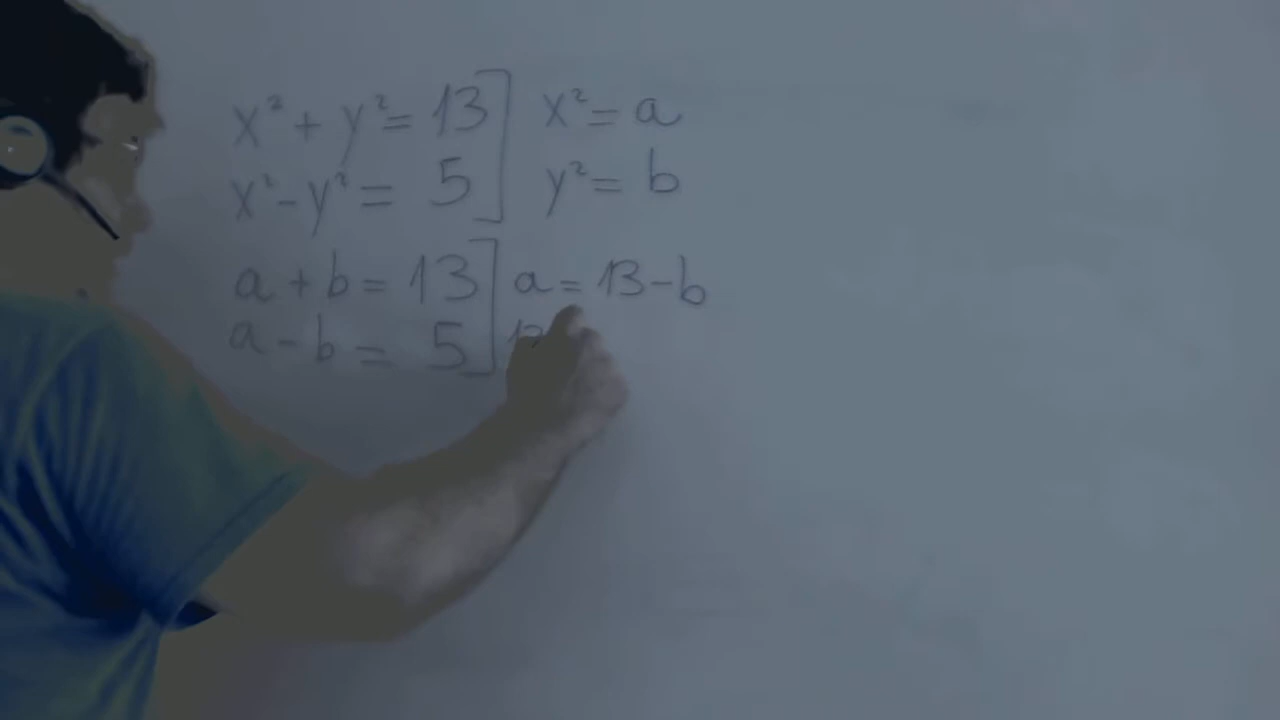 x² + y² = 13] x² = a
x² - y² = 5] y² = b
a + b = 13] a = 13 - b
a - b = 5]